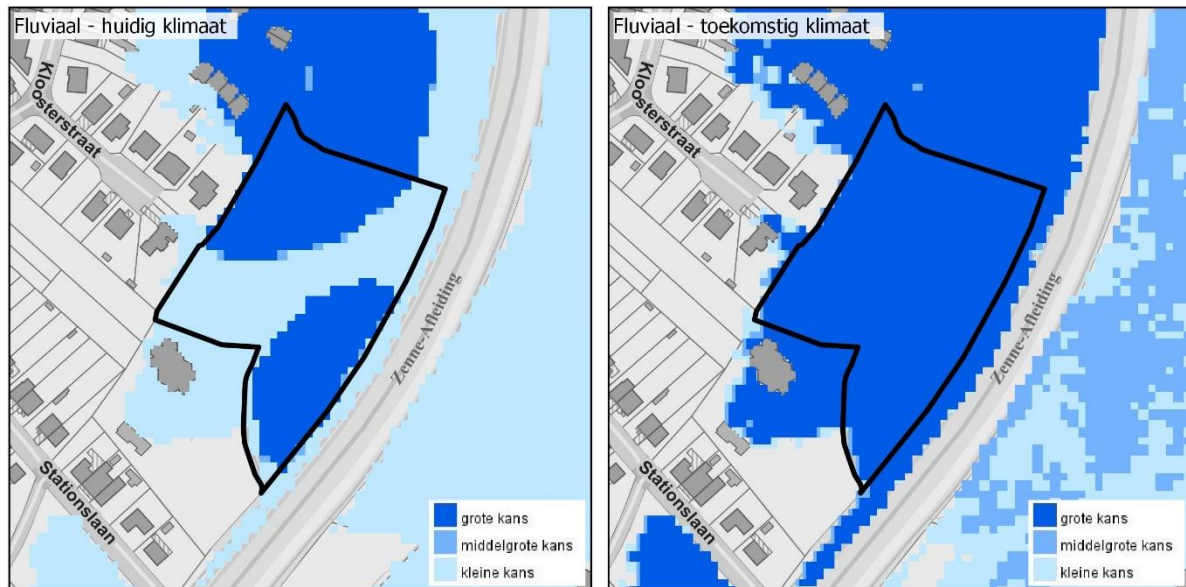 Fluviaal - huidig klimaat
Kloosterstraat
Zenne-Afleiding
Stationslaan
grote kans
middelgrote kans
kleine kans
Fluviaal - toekomstig klimaat
Kloosterstraat
Zenne-Afleiding
Stationslaan
grote kans
middelgrote kans
kleine kans